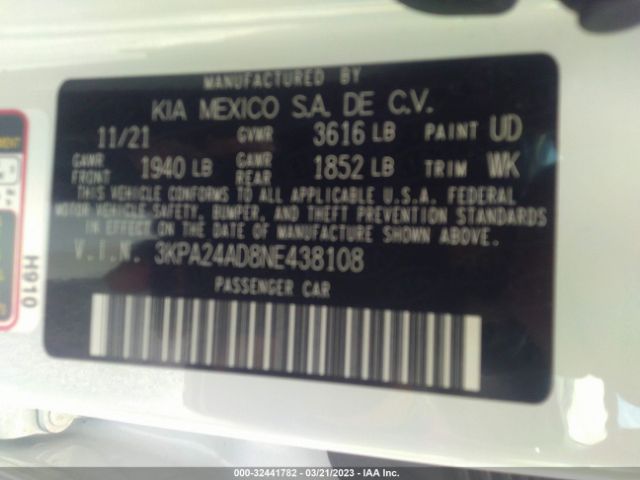 MANUFACTURED BY
KIA MEXICO S.A. DE C.V.
11/21 GVWR 3616 LB PAINT UD
GAWR FRONT 1940 LB GAWR REAR 1852 LB TRIM WK
THIS VEHICLE CONFORMS TO ALL APPLICABLE U.S.A. FEDERAL
MOTOR VEHICLE SAFETY, BUMPER, AND THEFT PREVENTION STANDARDS
IN EFFECT ON THE DATE OF MANUFACTURE SHOWN ABOVE.
V.I.N. 3KPA24AD8NE438108
PASSENGER CAR
H910
000-32441782 - 03/21/2023 - IAA Inc.